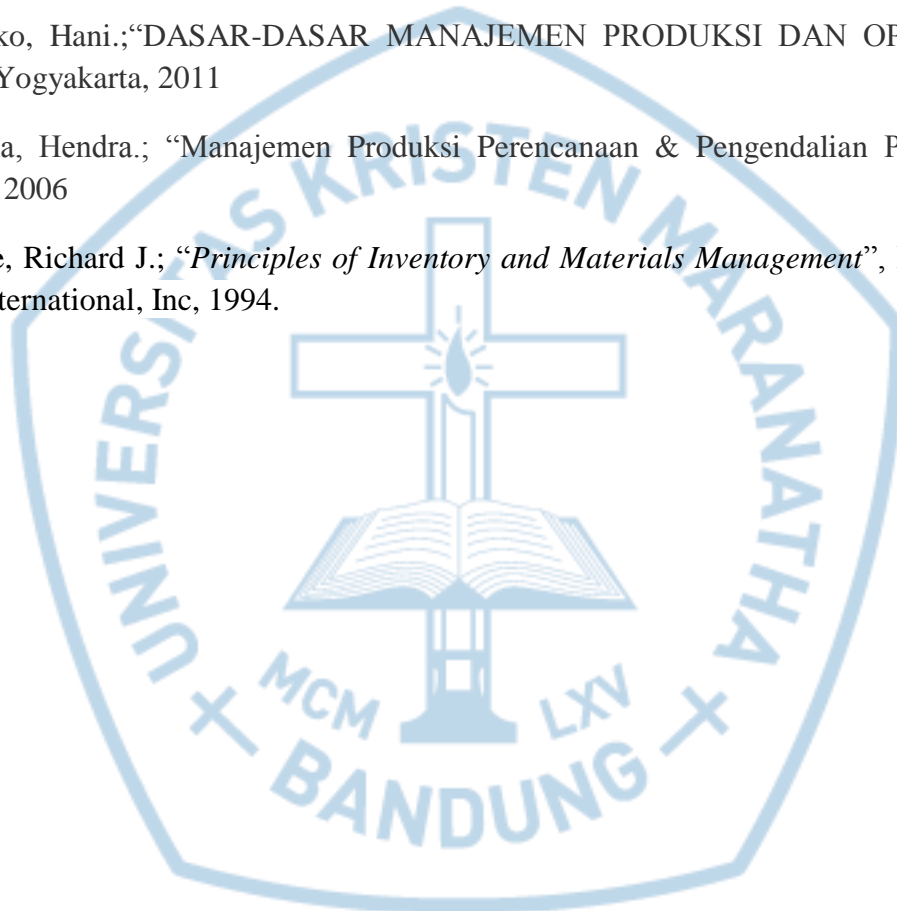 ko, Hani.;“DASAR-DASAR MANAJEMEN PRODUKSI DAN OP
Yogyakarta, 2011
a, Hendra.; “Manajemen Produksi Perencanaan & Pengendalian P
2006
e, Richard J.; “Principles of Inventory and Materials Management”,
ternational, Inc, 1994.
UNIVERSITAS KRISTEN MARANATHA
MCM LXV
BANDUNG